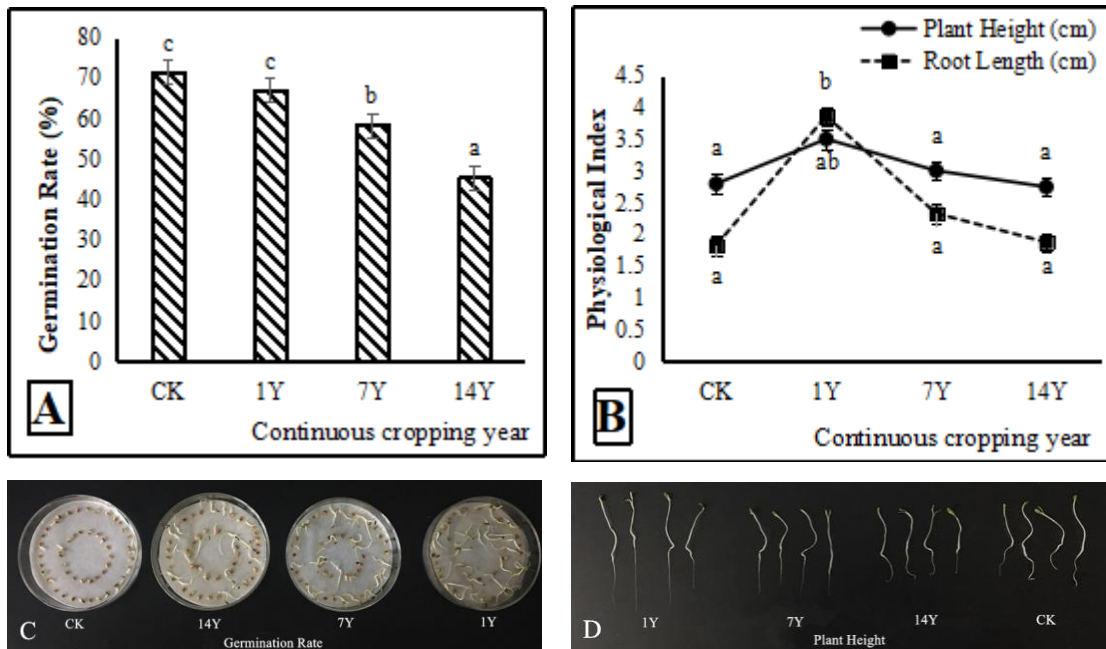 80
70
60
50
40
30
20
10
0
Germination Rate (%)
c
c
b
a
CK 1Y 7Y 14Y
Continuous cropping year
A
Plant Height (cm)
Root Length (cm)
4.5
4
3.5
3
2.5
2
1.5
1
0.5
0
Physiological Index
a
b
a
a
ab
a
a
a
CK 1Y 7Y 14Y
Continuous cropping year
B
CK 14Y 7Y 1Y
C
Germination Rate
1Y 7Y 14Y CK
D
Plant Height